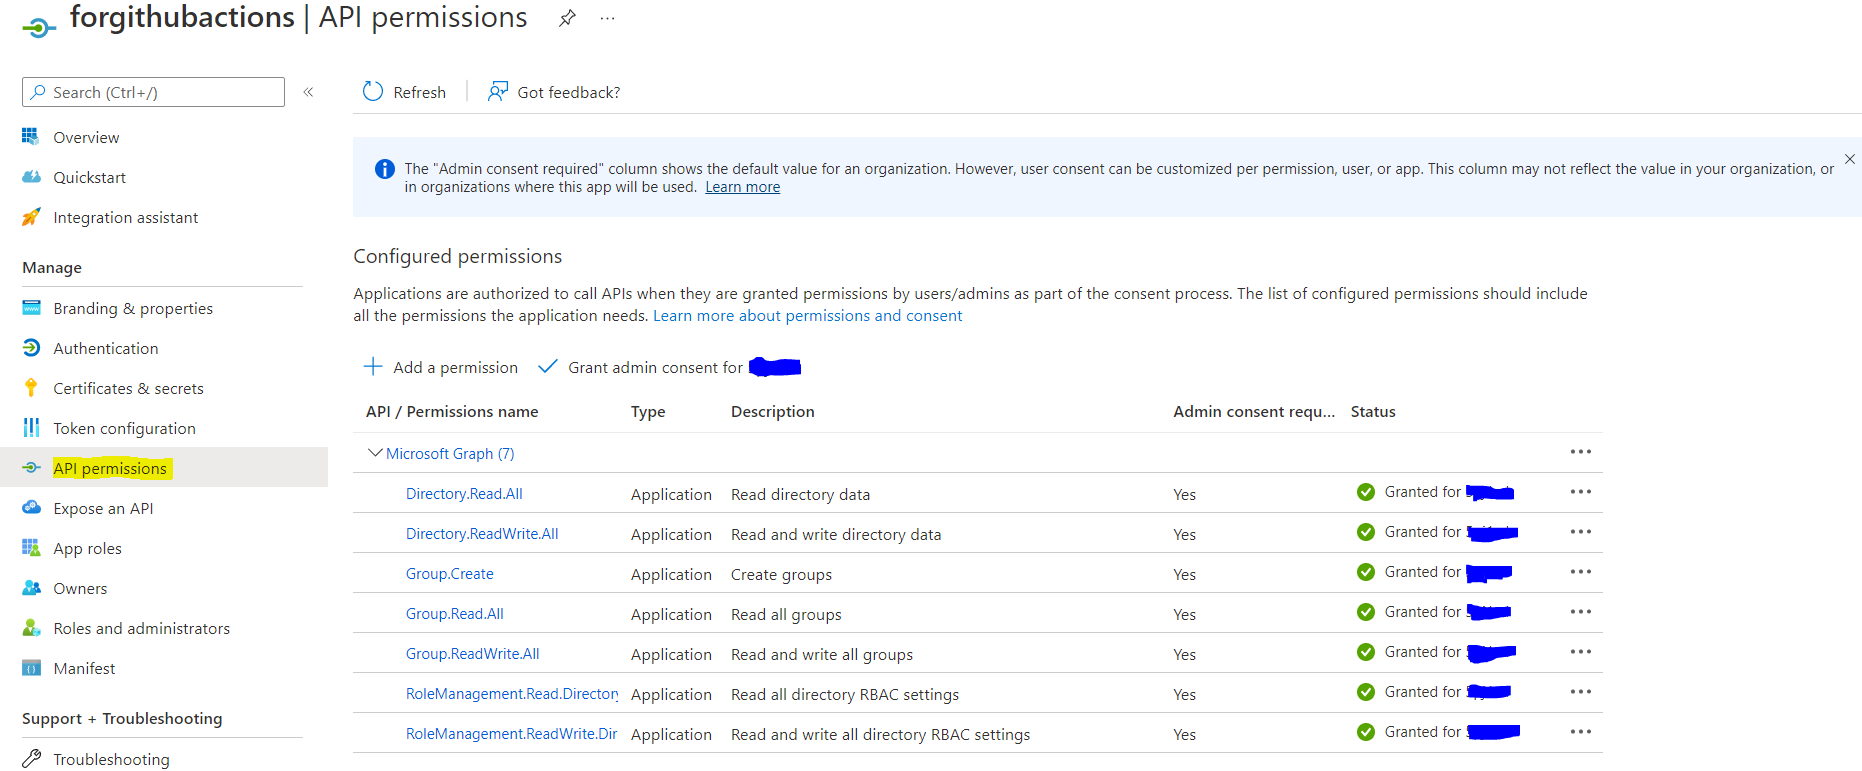 forgithubactions | API permissions
Search (Ctrl+/)
Overview
Quickstart
Integration assistant
Manage
Branding & properties
Authentication
Certificates & secrets
Token configuration
API permissions
Expose an API
App roles
Owners
Roles and administrators
Manifest
Support + Troubleshooting
Troubleshooting
Refresh
Got feedback?
The "Admin consent required" column shows the default value for an organization. However, user consent can be customized per permission, user, or app. This column may not reflect the value in your organization, or
in organizations where this app will be used. Learn more
Configured permissions
Applications are authorized to call APIs when they are granted permissions by users/admins as part of the consent process. The list of configured permissions should include
all the permissions the application needs. Learn more about permissions and consent
Add a permission Grant admin consent for
API / Permissions name Type Description Admin consent requ... Status
Microsoft Graph (7)
Directory.Read.All Application Read directory data Yes Granted for
Directory.ReadWrite.All Application Read and write directory data Yes Granted for
Group.Create Application Create groups Yes Granted for
Group.Read.All Application Read all groups Yes Granted for
Group.ReadWrite.All Application Read and write all groups Yes Granted for
RoleManagement.Read.Directory Application Read all directory RBAC settings Yes Granted for
RoleManagement.ReadWrite.Dir Application Read and write all directory RBAC settings Yes Granted for